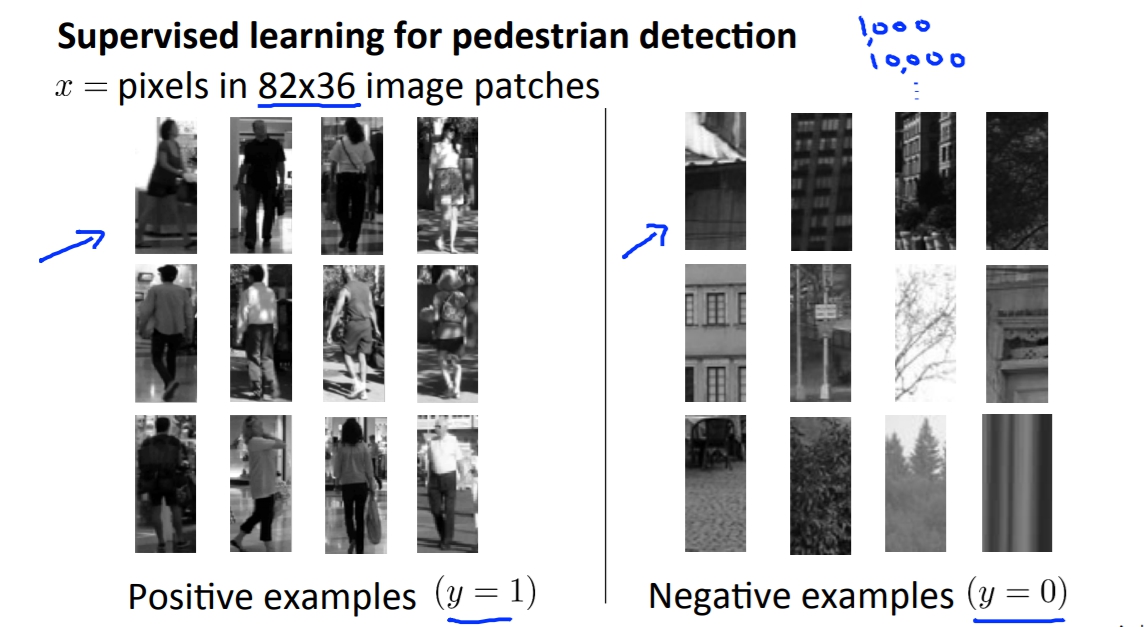 Supervised learning for pedestrian detection
x = pixels in 82x36 image patches
1,000
10,000
Positive examples (y = 1)
Negative examples (y = 0)